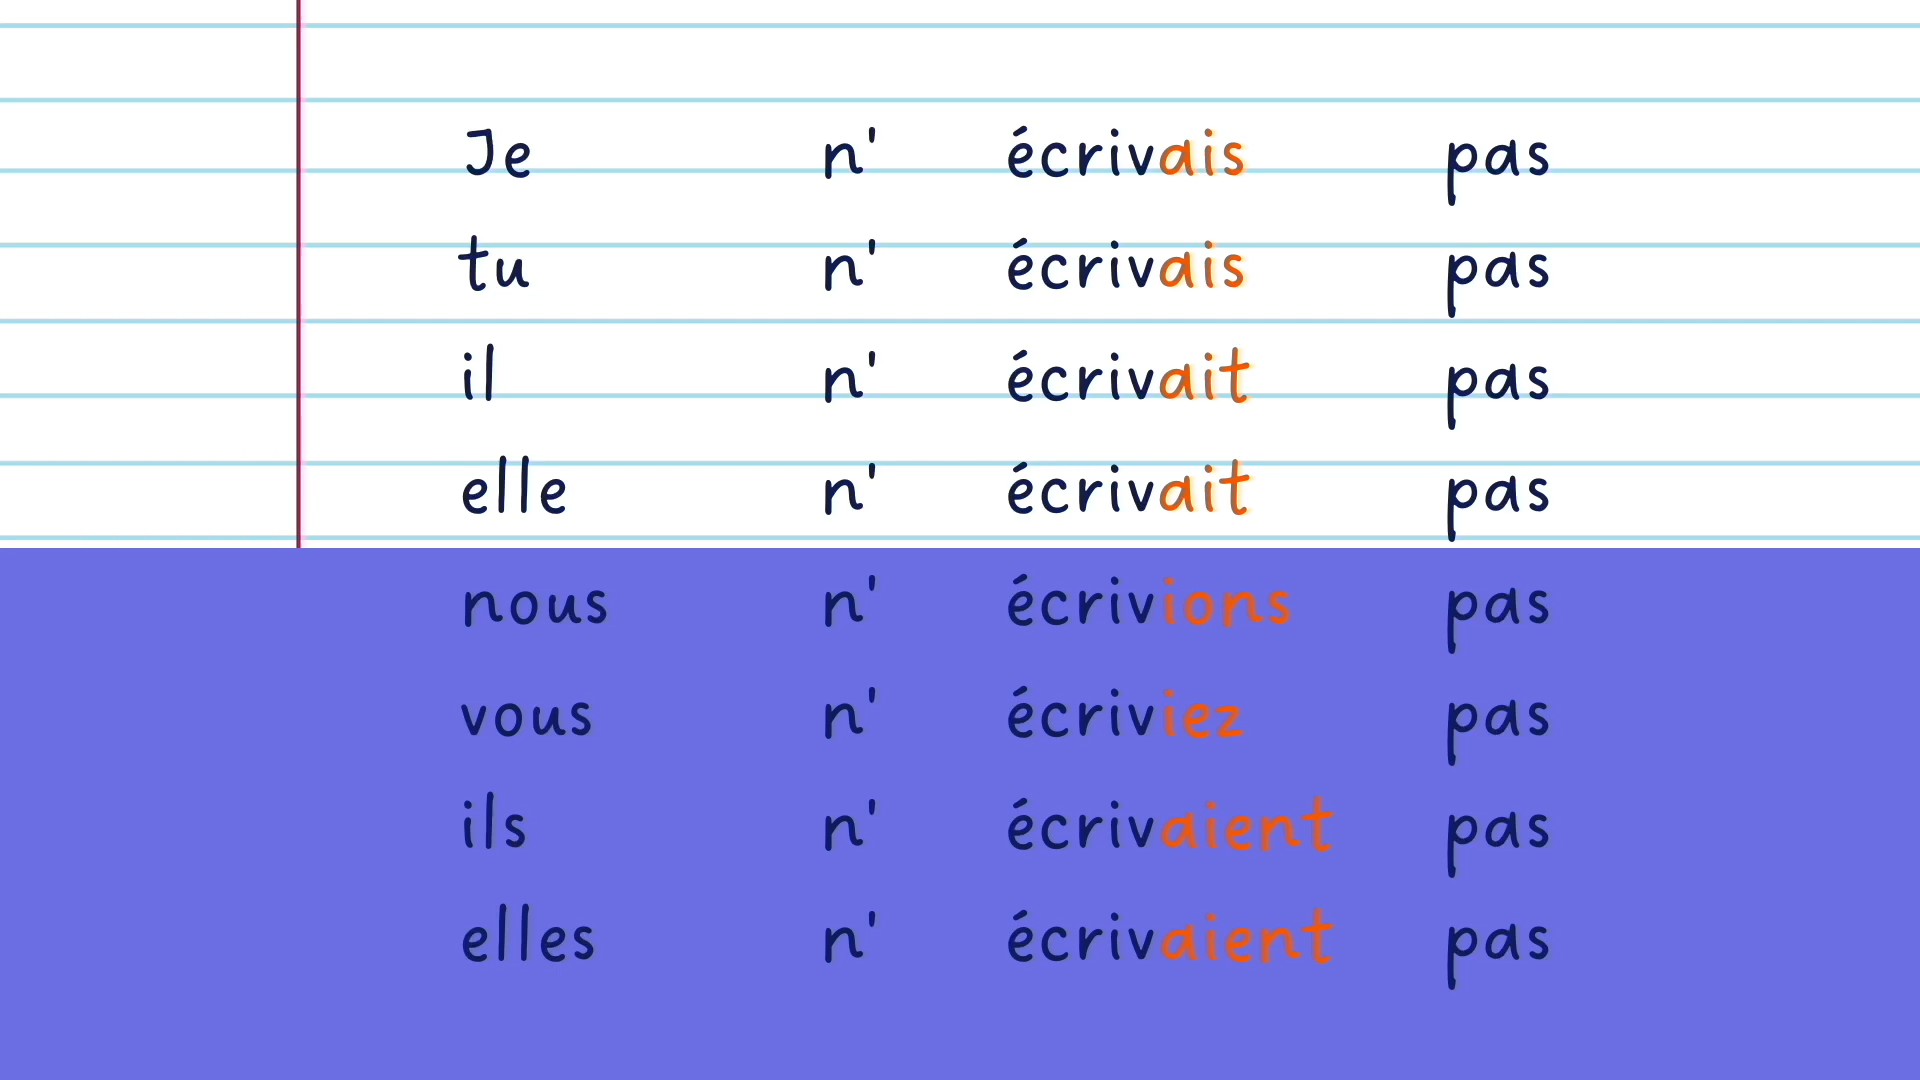 Je n' écrivais pas
tu n' écrivais pas
il n' écrivait pas
elle n' écrivait pas
nous n' écrivions pas
vous n' écriviez pas
ils n' écrivaient pas
elles n' écrivaient pas